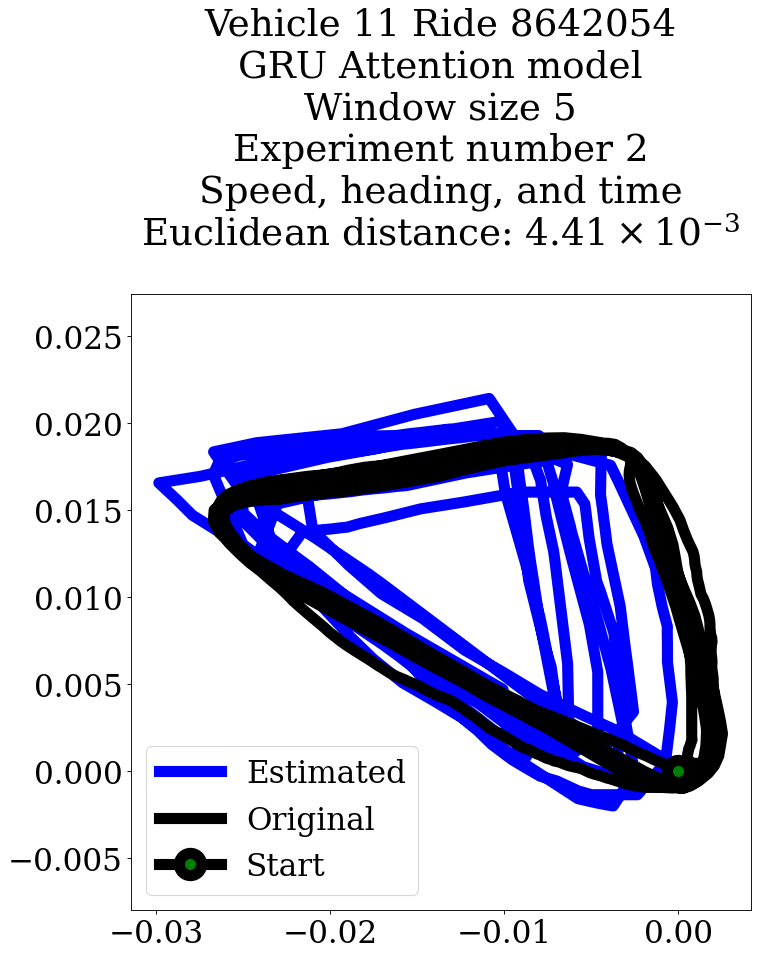 Vehicle 11 Ride 8642054
GRU Attention model
Window size 5
Experiment number 2
Speed, heading, and time
Euclidean distance: 4.41 × 10⁻³
0.025
0.020
0.015
0.010
0.005
0.000
−0.005
Estimated
Original
Start
−0.03 −0.02 −0.01 0.00